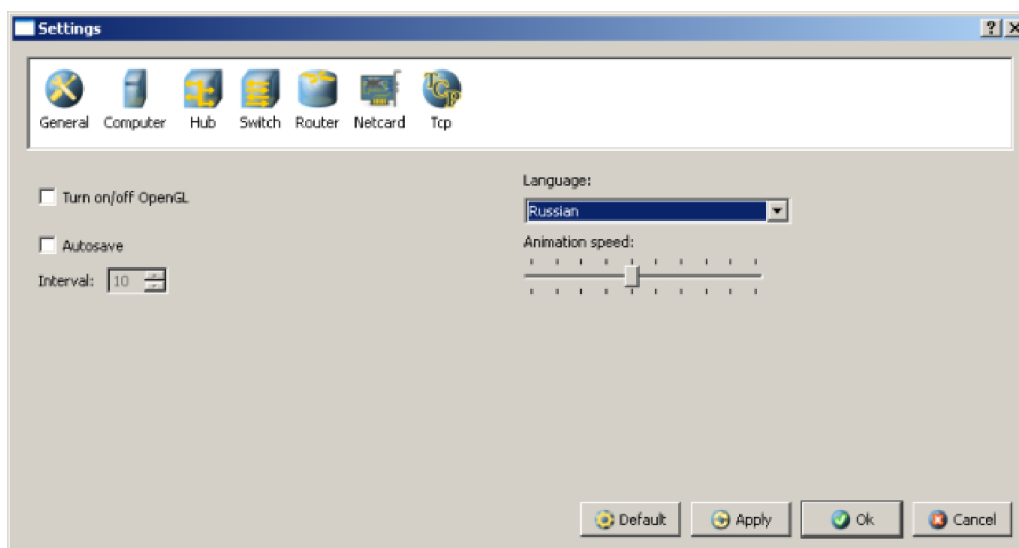 Settings
General Computer Hub Switch Router Netcard Tcp
Turn on/off OpenGL
Autosave
Interval: 10
Language:
Russian
Animation speed:
Default Apply Ok Cancel